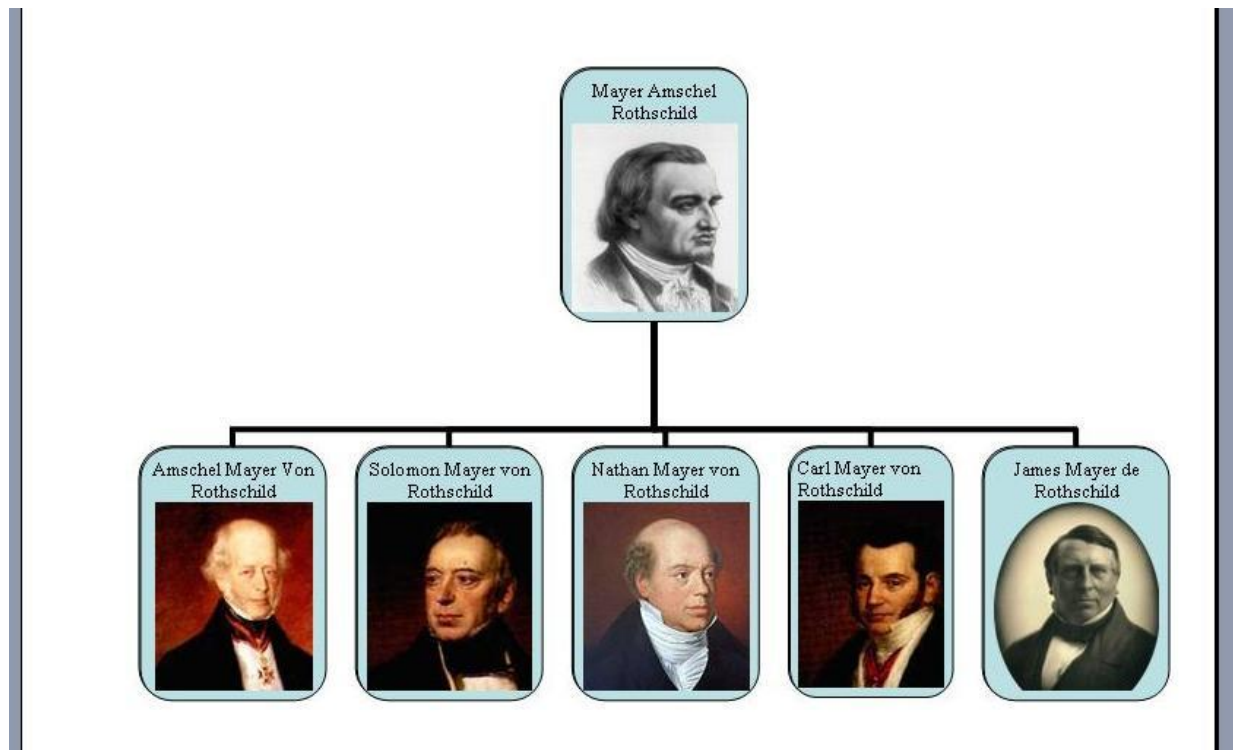 Mayer Amschel
Rothschild
Amschel Mayer Von
Rothschild
Solomon Mayer von
Rothschild
Nathan Mayer von
Rothschild
Carl Mayer von
Rothschild
James Mayer de
Rothschild